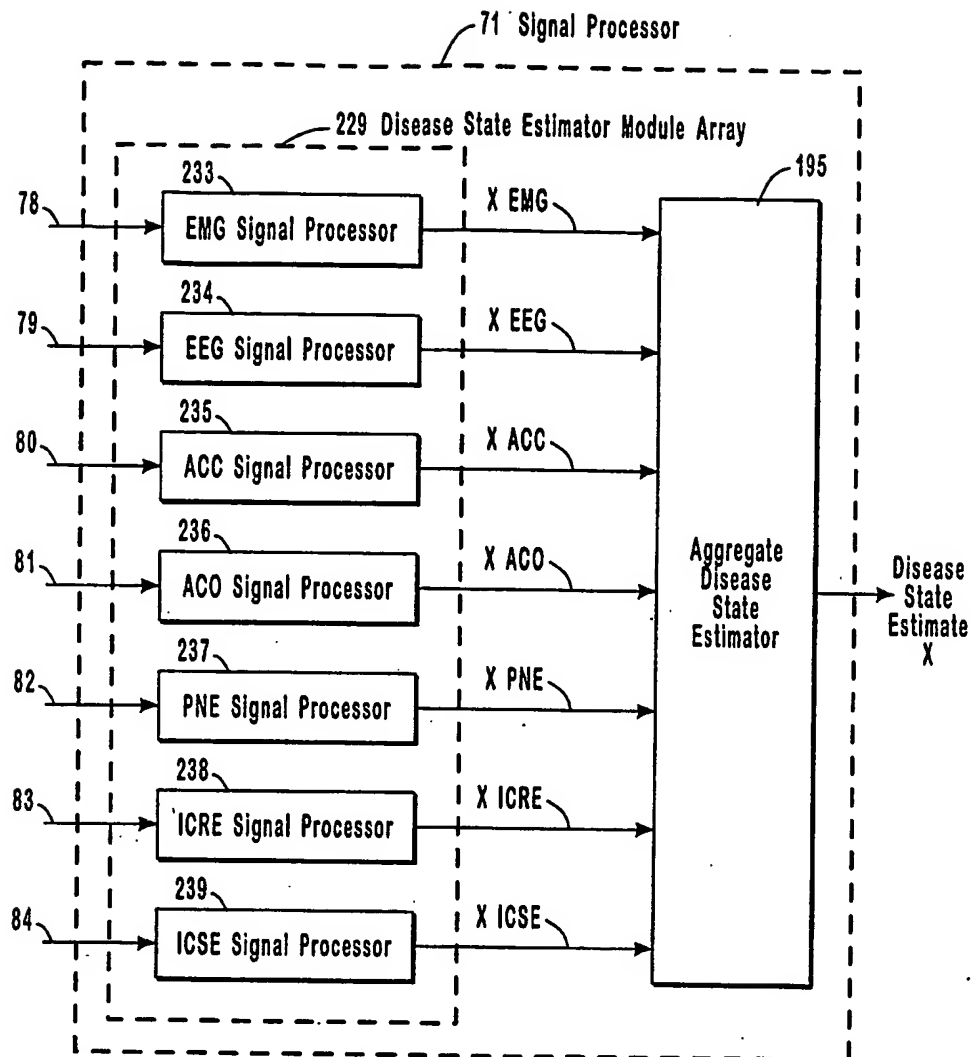 71 Signal Processor
229 Disease State Estimator Module Array
195
78
233
EMG Signal Processor
X EMG
79
234
EEG Signal Processor
X EEG
80
235
ACC Signal Processor
X ACC
81
236
ACO Signal Processor
X ACO
82
237
PNE Signal Processor
X PNE
83
238
ICRE Signal Processor
X ICRE
84
239
ICSE Signal Processor
X ICSE
Aggregate
Disease
State
Estimator
Disease
State
Estimate
X